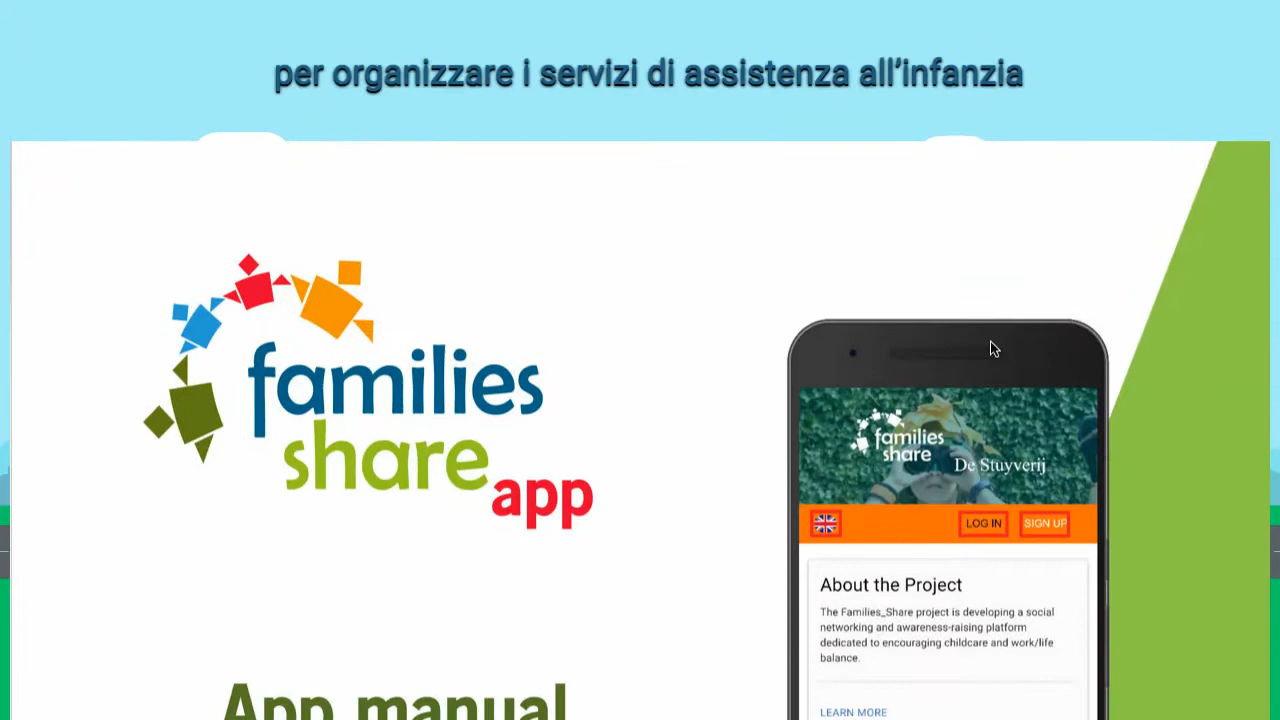 per organizzare i servizi di assistenza all'infanzia
families
share
app
App manual
families
share
De Stuyverij
LOG IN
SIGN UP
About the Project
The Families_Share project is developing a social
networking and awareness-raising platform
dedicated to encouraging childcare and work/life
balance.
LEARN MORE